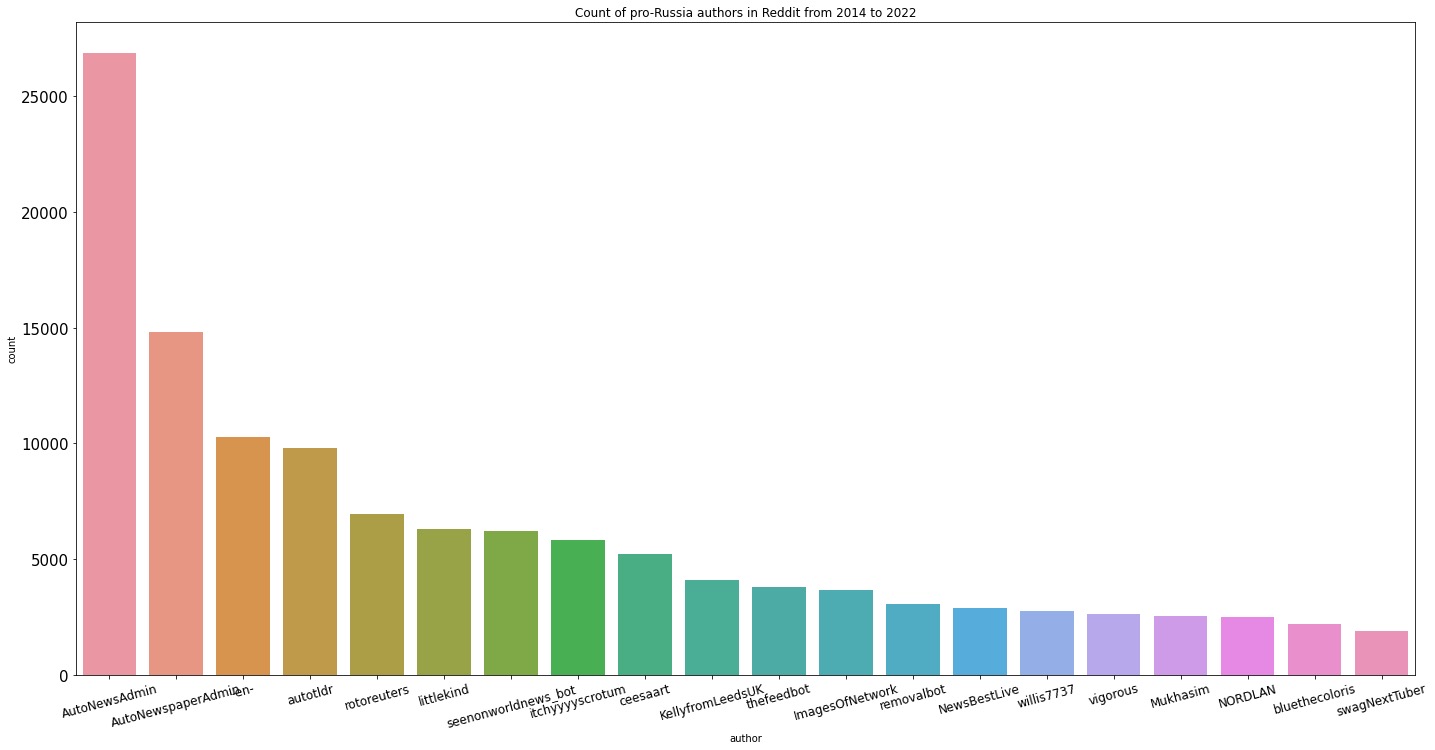 Count of pro-Russia authors in Reddit from 2014 to 2022
25000
20000
15000
10000
5000
0
count
AutoNewsAdmin
AutoNewspaperAdmin
-en-
autotldr
rotoreuters
littlekind
seenonworldnews_bot
itchyyyyscrotum
ceesaart
KellyfromLeedsUK
thefeedbot
ImagesOfNetwork
removalbot
NewsBestLive
willis7737
vigorous
Mukhasim
NORDLAN
bluethecoloris
swagNextTuber
author